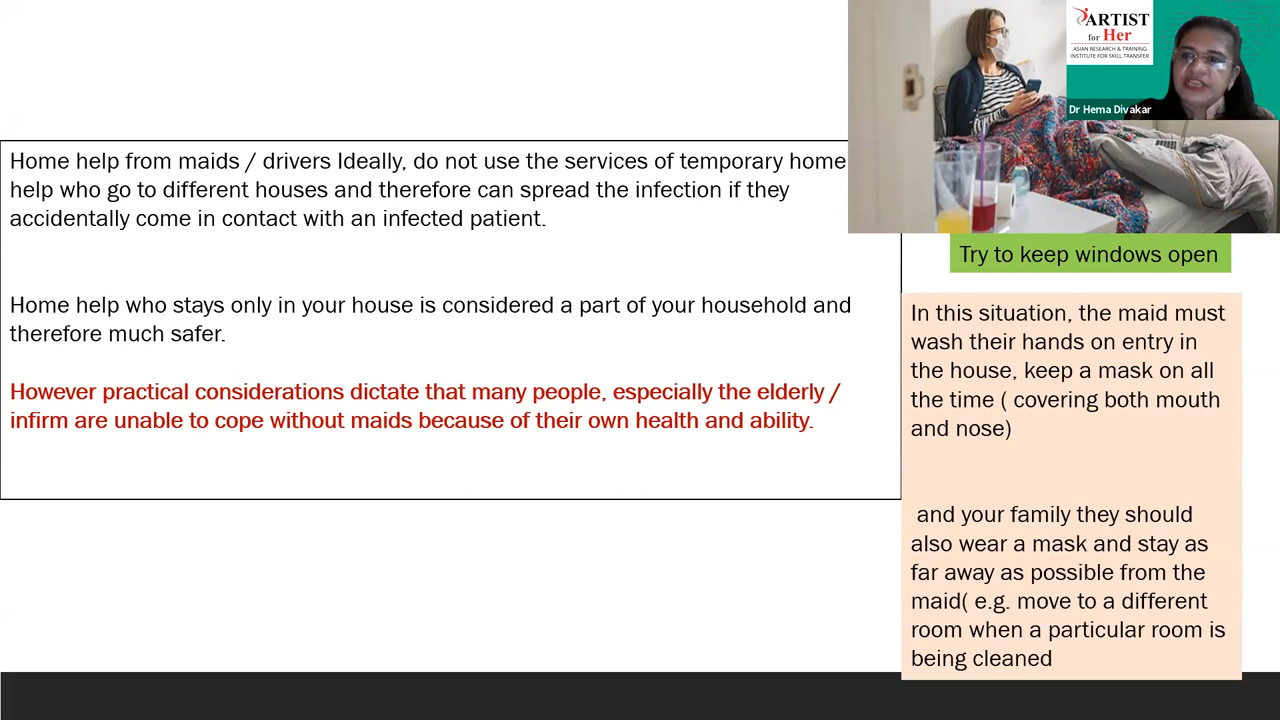 Home help from maids / drivers Ideally, do not use the services of temporary home
help who go to different houses and therefore can spread the infection if they
accidentally come in contact with an infected patient.
Home help who stays only in your house is considered a part of your household and
therefore much safer.
However practical considerations dictate that many people, especially the elderly /
infirm are unable to cope without maids because of their own health and ability.
ARTIST
for Her
ASIAN RESEARCH & TRAINING
INSTITUTE FOR SKILL TRANSFER
Dr Hema Divakar
Try to keep windows open
In this situation, the maid must
wash their hands on entry in
the house, keep a mask on all
the time ( covering both mouth
and nose)
and your family they should
also wear a mask and stay as
far away as possible from the
maid( e.g. move to a different
room when a particular room is
being cleaned